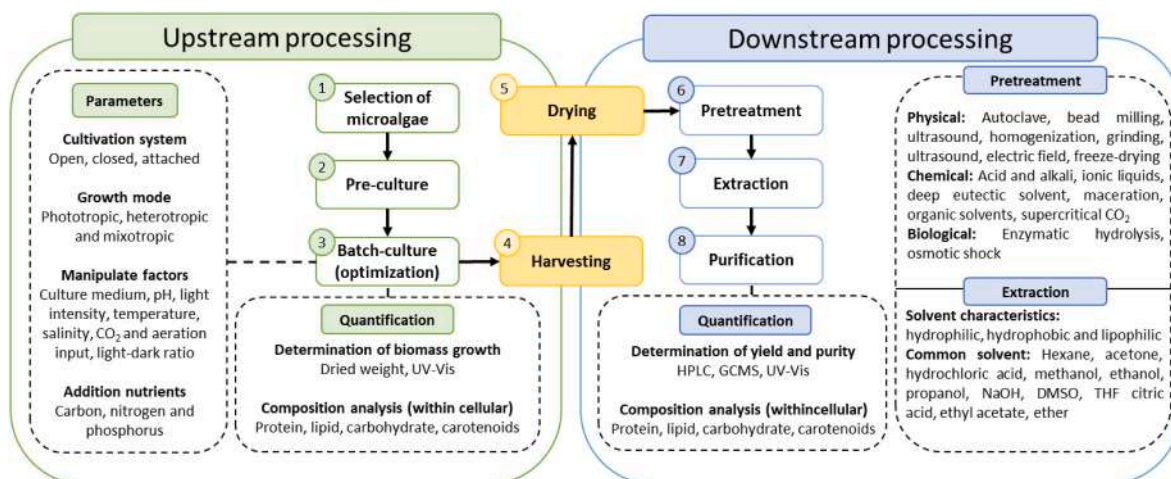 Upstream processing
Parameters
Cultivation system
Open, closed, attached
Growth mode
Phototropic, heterotropic
and mixotropic
Manipulate factors
Culture medium, pH, light
intensity, temperature,
salinity, CO2 and aeration
input, light-dark ratio
Addition nutrients
Carbon, nitrogen and
phosphorus
1
Selection of
microalgae
2
Pre-culture
3
Batch-culture
(optimization)
Quantification
Determination of biomass growth
Dried weight, UV-Vis
Composition analysis (within cellular)
Protein, lipid, carbohydrate, carotenoids
4
Harvesting
5
Drying
Downstream processing
6
Pretreatment
7
Extraction
8
Purification
Quantification
Determination of yield and purity
HPLC, GCMS, UV-Vis
Composition analysis (withincellular)
Protein, lipid, carbohydrate, carotenoids
Pretreatment
Physical: Autoclave, bead milling,
ultrasound, homogenization, grinding,
ultrasound, electric field, freeze-drying
Chemical: Acid and alkali, ionic liquids,
deep eutectic solvent, maceration,
organic solvents, supercritical CO2
Biological: Enzymatic hydrolysis,
osmotic shock
Extraction
Solvent characteristics:
hydrophilic, hydrophobic and lipophilic
Common solvent: Hexane, acetone,
hydrochloric acid, methanol, ethanol,
propanol, NaOH, DMSO, THF citric
acid, ethyl acetate, ether